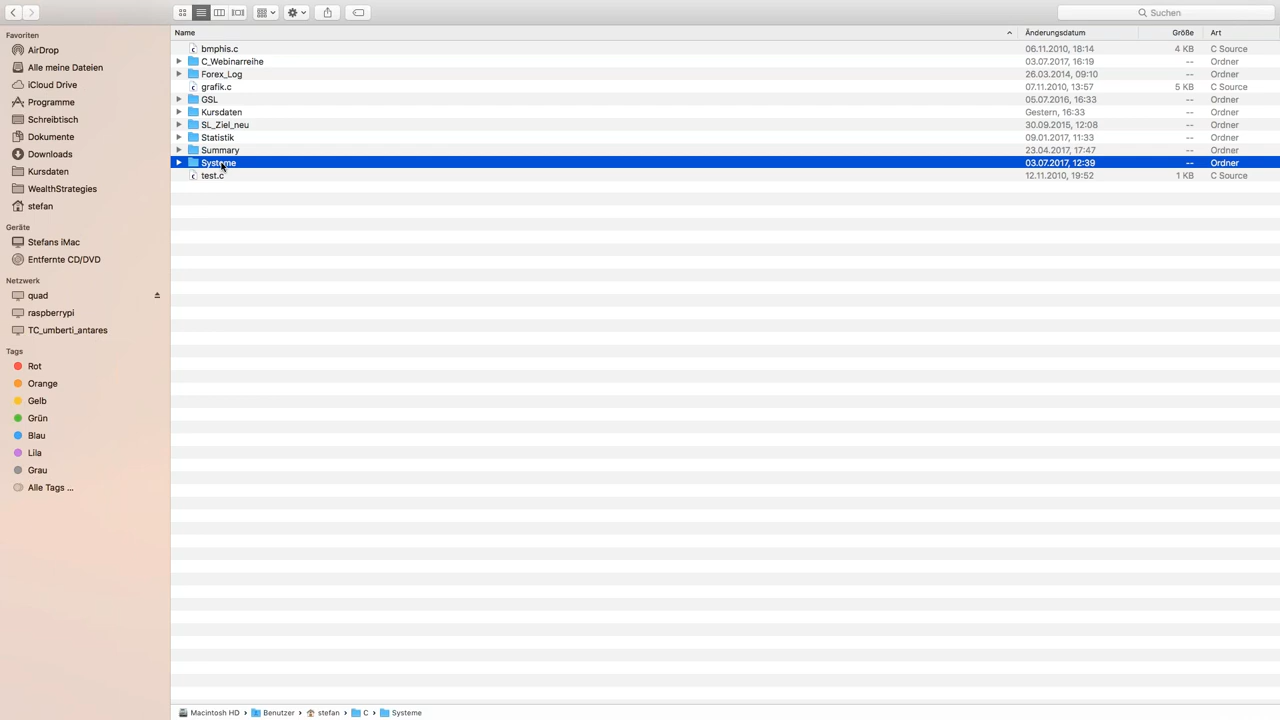 Suchen
Favoriten
AirDrop
Alle meine Dateien
iCloud Drive
Programme
Schreibtisch
Dokumente
Downloads
Kursdaten
WealthStrategies
stefan
Geräte
Stefans iMac
Entfernte CD/DVD
Netzwerk
quad
raspberrypi
TC_umberti_antares
Tags
Rot
Orange
Gelb
Grün
Blau
Lila
Grau
Alle Tags ...
Name Änderungsdatum Größe Art
bmphis.c 06.11.2010, 18:14 4 KB C Source
C_Webinarreihe 03.07.2017, 16:19 -- Ordner
Forex_Log 26.03.2014, 09:10 -- Ordner
grafik.c 07.11.2010, 13:57 5 KB C Source
GSL 05.07.2016, 16:33 -- Ordner
Kursdaten Gestern, 16:33 -- Ordner
SL_Ziel_neu 30.09.2015, 12:08 -- Ordner
Statistik 09.01.2017, 11:33 -- Ordner
Summary 23.04.2017, 17:47 -- Ordner
Systeme 03.07.2017, 12:39 -- Ordner
test.c 12.11.2010, 19:52 1 KB C Source
Macintosh HD Benutzer stefan C Systeme